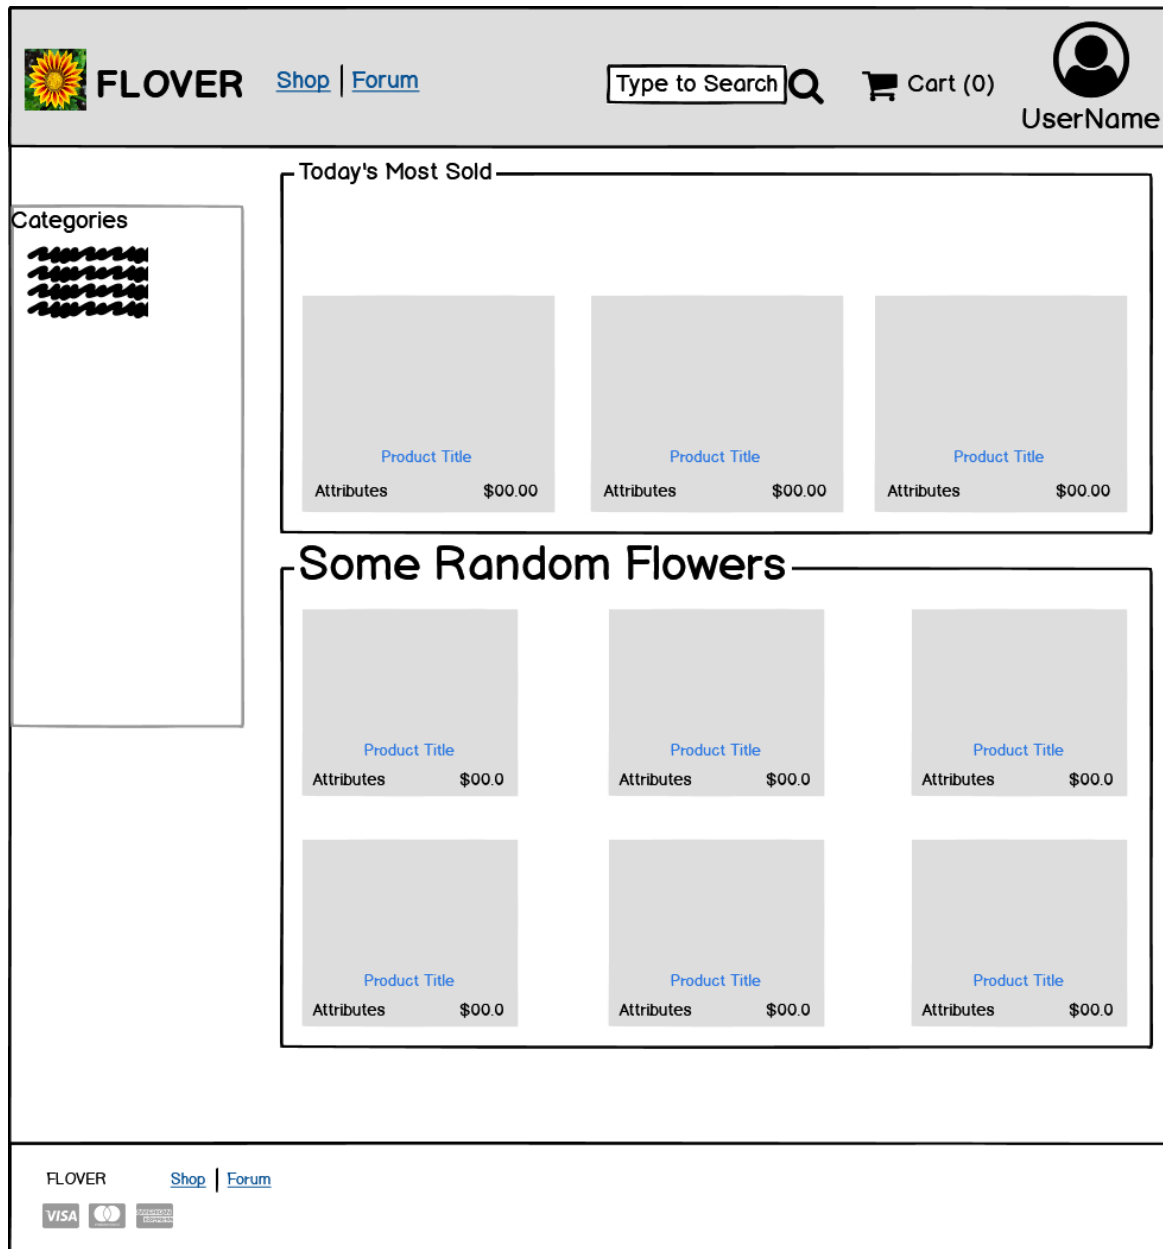 FLOVER
Shop | Forum
Type to Search
Cart (0)
UserName
Categories
Today's Most Sold
Product Title Product Title Product Title
Attributes $00.00 Attributes $00.00 Attributes $00.00
Some Random Flowers
Product Title Product Title Product Title
Attributes $00.0 Attributes $00.0 Attributes $00.0
Product Title Product Title Product Title
Attributes $00.0 Attributes $00.0 Attributes $00.0
FLOVER
Shop | Forum
VISA